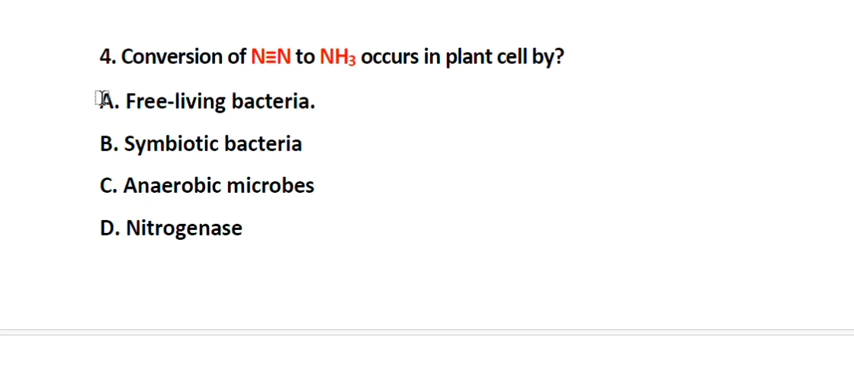 4. Conversion of N≡N to NH₃ occurs in plant cell by?
A. Free-living bacteria.
B. Symbiotic bacteria
C. Anaerobic microbes
D. Nitrogenase